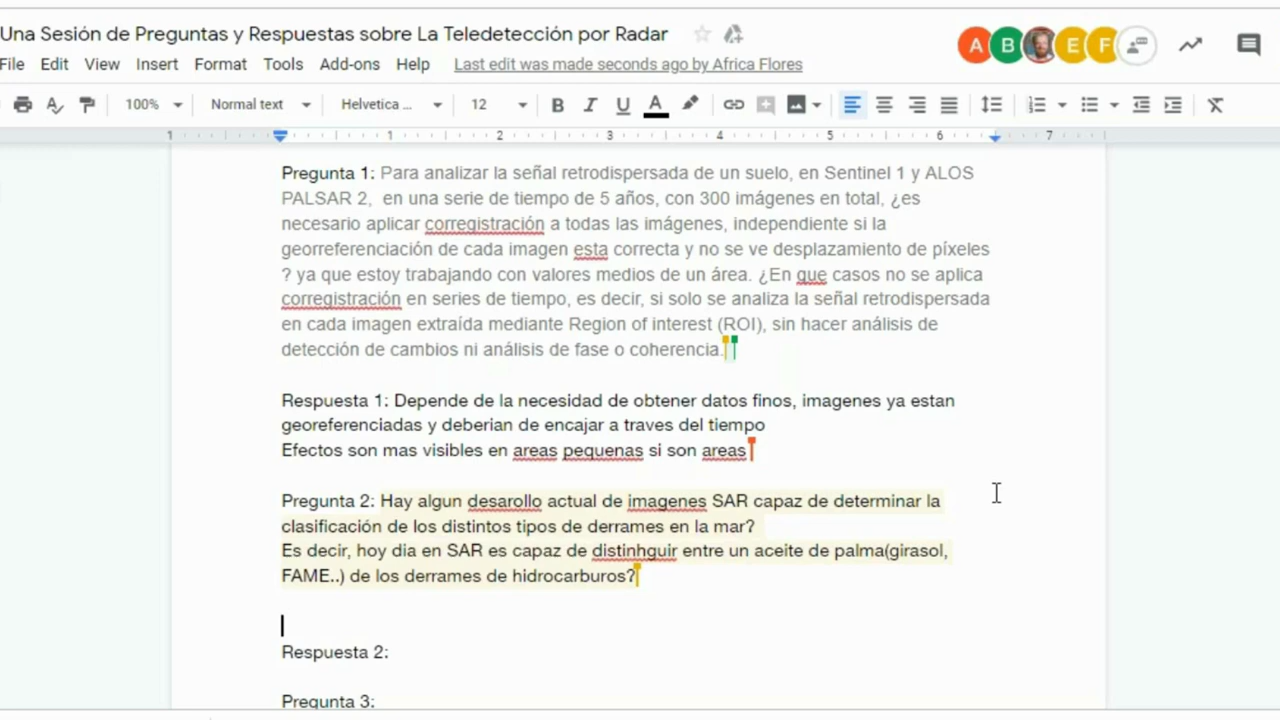 Una Sesión de Preguntas y Respuestas sobre La Teledetección por Radar
A B E F
File Edit View Insert Format Tools Add-ons Help Last edit was made seconds ago by Africa Flores
100% Normal text Helvetica ... 12 B I U A
1 1 2 3 4 5 6 7
Pregunta 1: Para analizar la señal retrodispersada de un suelo, en Sentinel 1 y ALOS
PALSAR 2, en una serie de tiempo de 5 años, con 300 imágenes en total, ¿es
necesario aplicar corregistración a todas las imágenes, independiente si la
georreferenciación de cada imagen esta correcta y no se ve desplazamiento de píxeles
? ya que estoy trabajando con valores medios de un área. ¿En que casos no se aplica
corregistración en series de tiempo, es decir, si solo se analiza la señal retrodispersada
en cada imagen extraída mediante Region of interest (ROI), sin hacer análisis de
detección de cambios ni análisis de fase o coherencia.
Respuesta 1: Depende de la necesidad de obtener datos finos, imagenes ya estan
georeferenciadas y deberian de encajar a traves del tiempo
Efectos son mas visibles en areas pequenas si son areas
Pregunta 2: Hay algun desarollo actual de imagenes SAR capaz de determinar la
clasificación de los distintos tipos de derrames en la mar?
Es decir, hoy dia en SAR es capaz de distinhguir entre un aceite de palma(girasol,
FAME..) de los derrames de hidrocarburos?
Respuesta 2:
Pregunta 3: